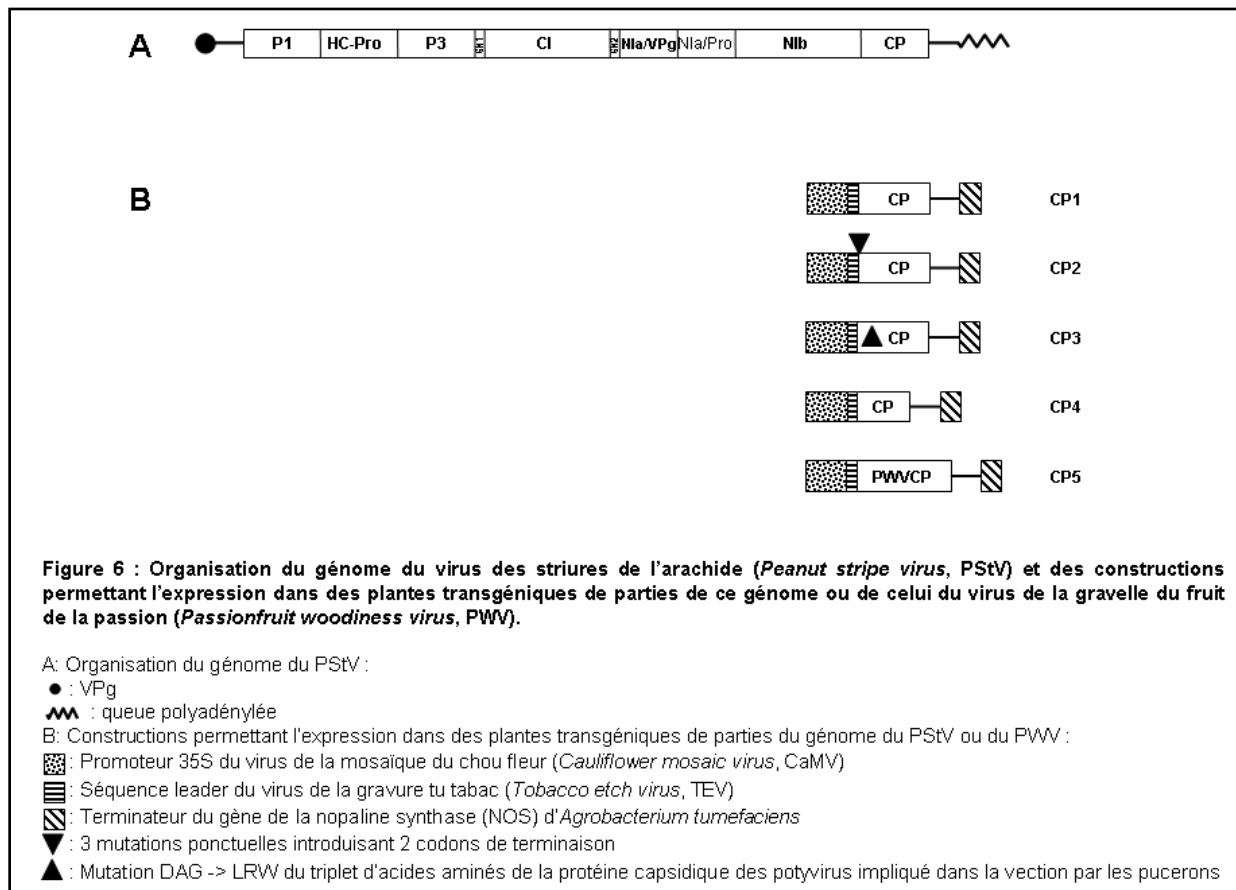 A
P1 HC-Pro P3 6K1 CI 6K2 NIa/VPg NIa/Pro NIb CP
B
CP CP1
CP CP2
CP CP3
CP CP4
PWVCP CP5
Figure 6 : Organisation du génome du virus des striures de l'arachide (Peanut stripe virus, PStV) et des constructions
permettant l'expression dans des plantes transgéniques de parties de ce génome ou de celui du virus de la gravelle du fruit
de la passion (Passionfruit woodiness virus, PWV).
A: Organisation du génome du PStV :
: VPg
: queue polyadénylée
B: Constructions permettant l'expression dans des plantes transgéniques de parties du génome du PStV ou du PWV :
: Promoteur 35S du virus de la mosaïque du chou fleur (Cauliflower mosaic virus, CaMV)
: Séquence leader du virus de la gravure tu tabac (Tobacco etch virus, TEV)
: Terminateur du gène de la nopaline synthase (NOS) d'Agrobacterium tumefaciens
: 3 mutations ponctuelles introduisant 2 codons de terminaison
: Mutation DAG -> LRW du triplet d'acides aminés de la protéine capsidique des potyvirus impliqué dans la vection par les pucerons